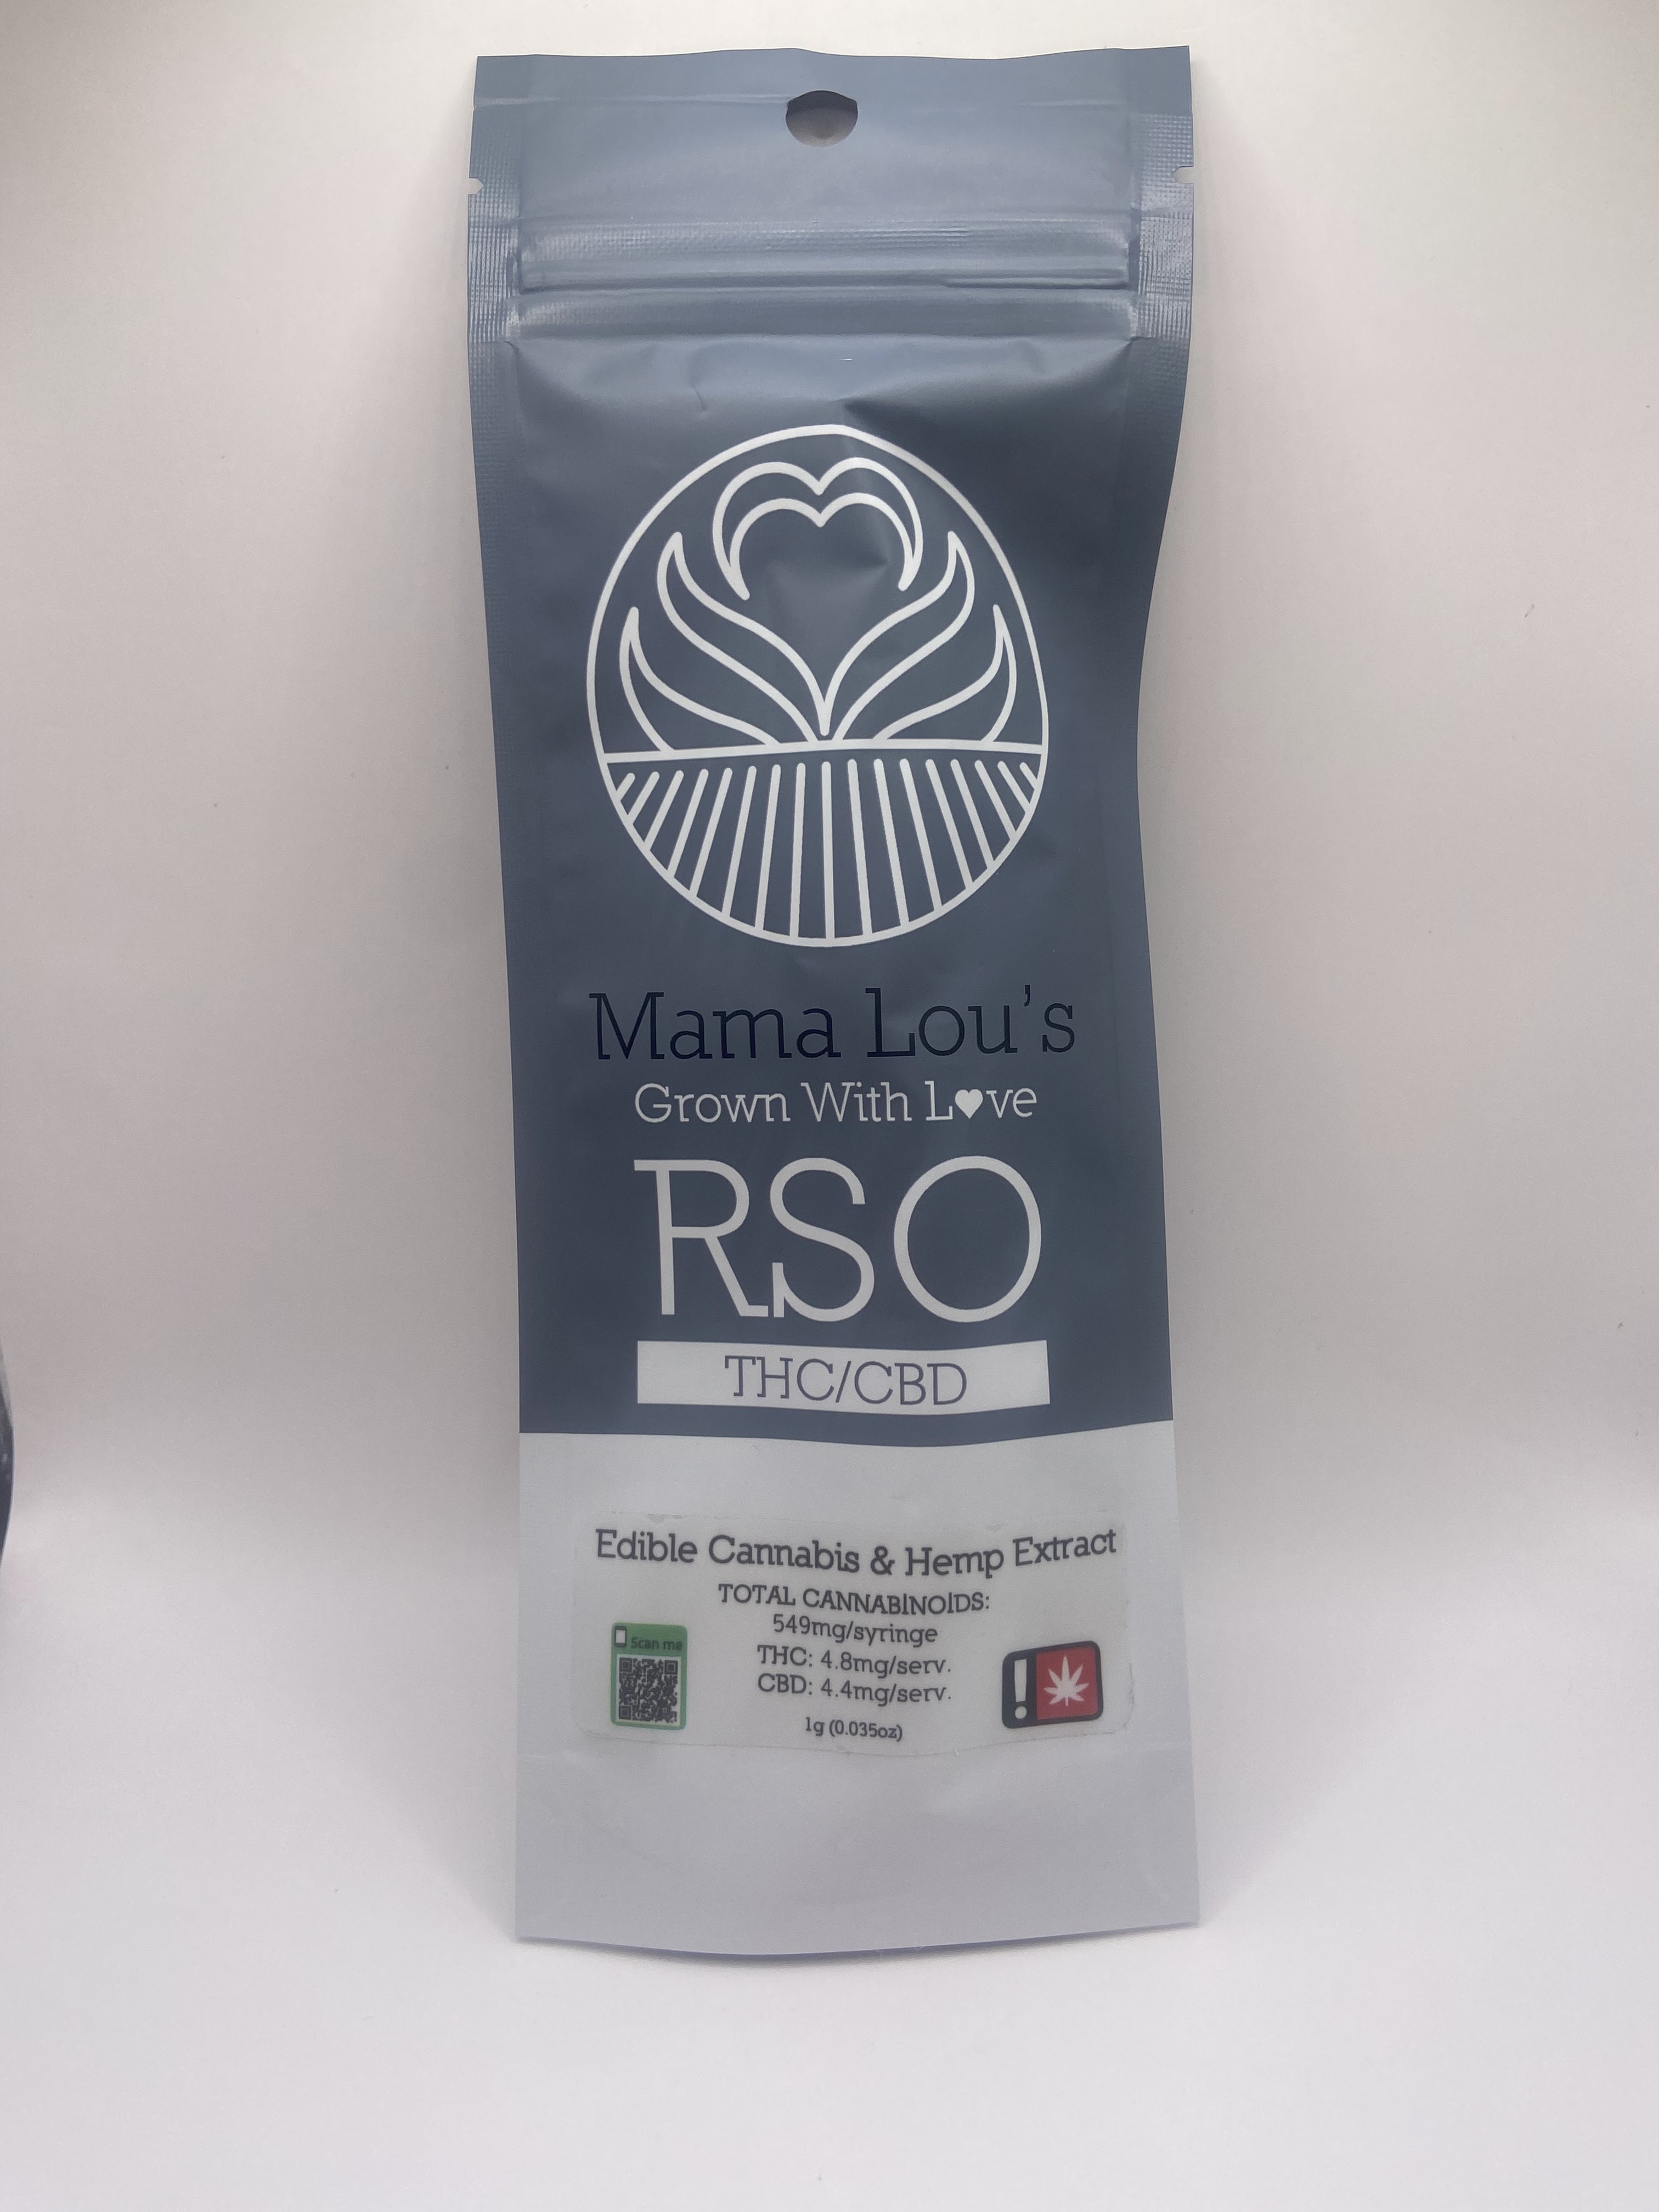 Mama Lou's
Grown With L♥ve
RSO
THC/CBD
Edible Cannabis & Hemp Extract
TOTAL CANNABINOIDS:
549mg/syringe
THC: 4.8mg/serv.
CBD: 4.4mg/serv.
1g (0.035oz)
Scan me
!